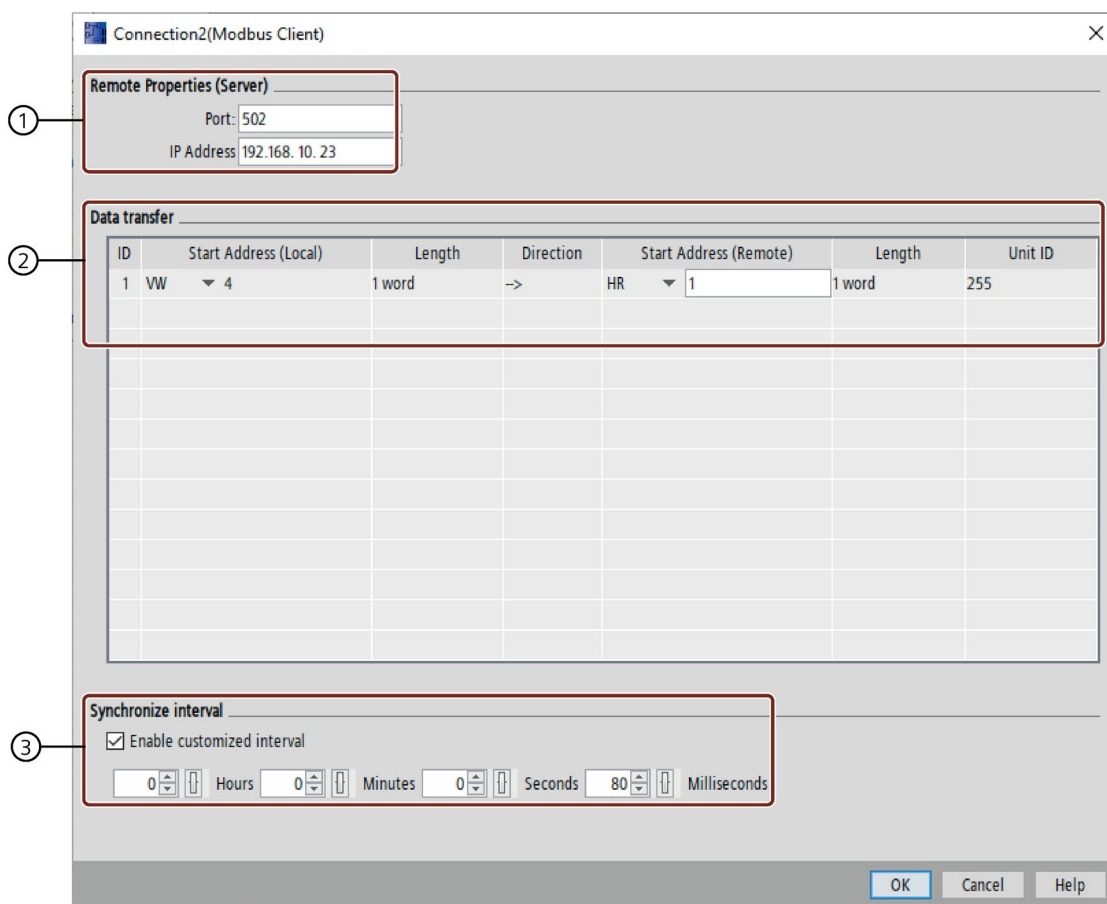 Connection2(Modbus Client)
Remote Properties (Server)
1
Port: 502
IP Address 192.168. 10. 23
Data transfer
2
ID Start Address (Local) Length Direction Start Address (Remote) Length Unit ID
1 VW 4 1 word --> HR 1 1 word 255
Synchronize interval
3
Enable customized interval
0 Hours 0 Minutes 0 Seconds 80 Milliseconds
OK Cancel Help